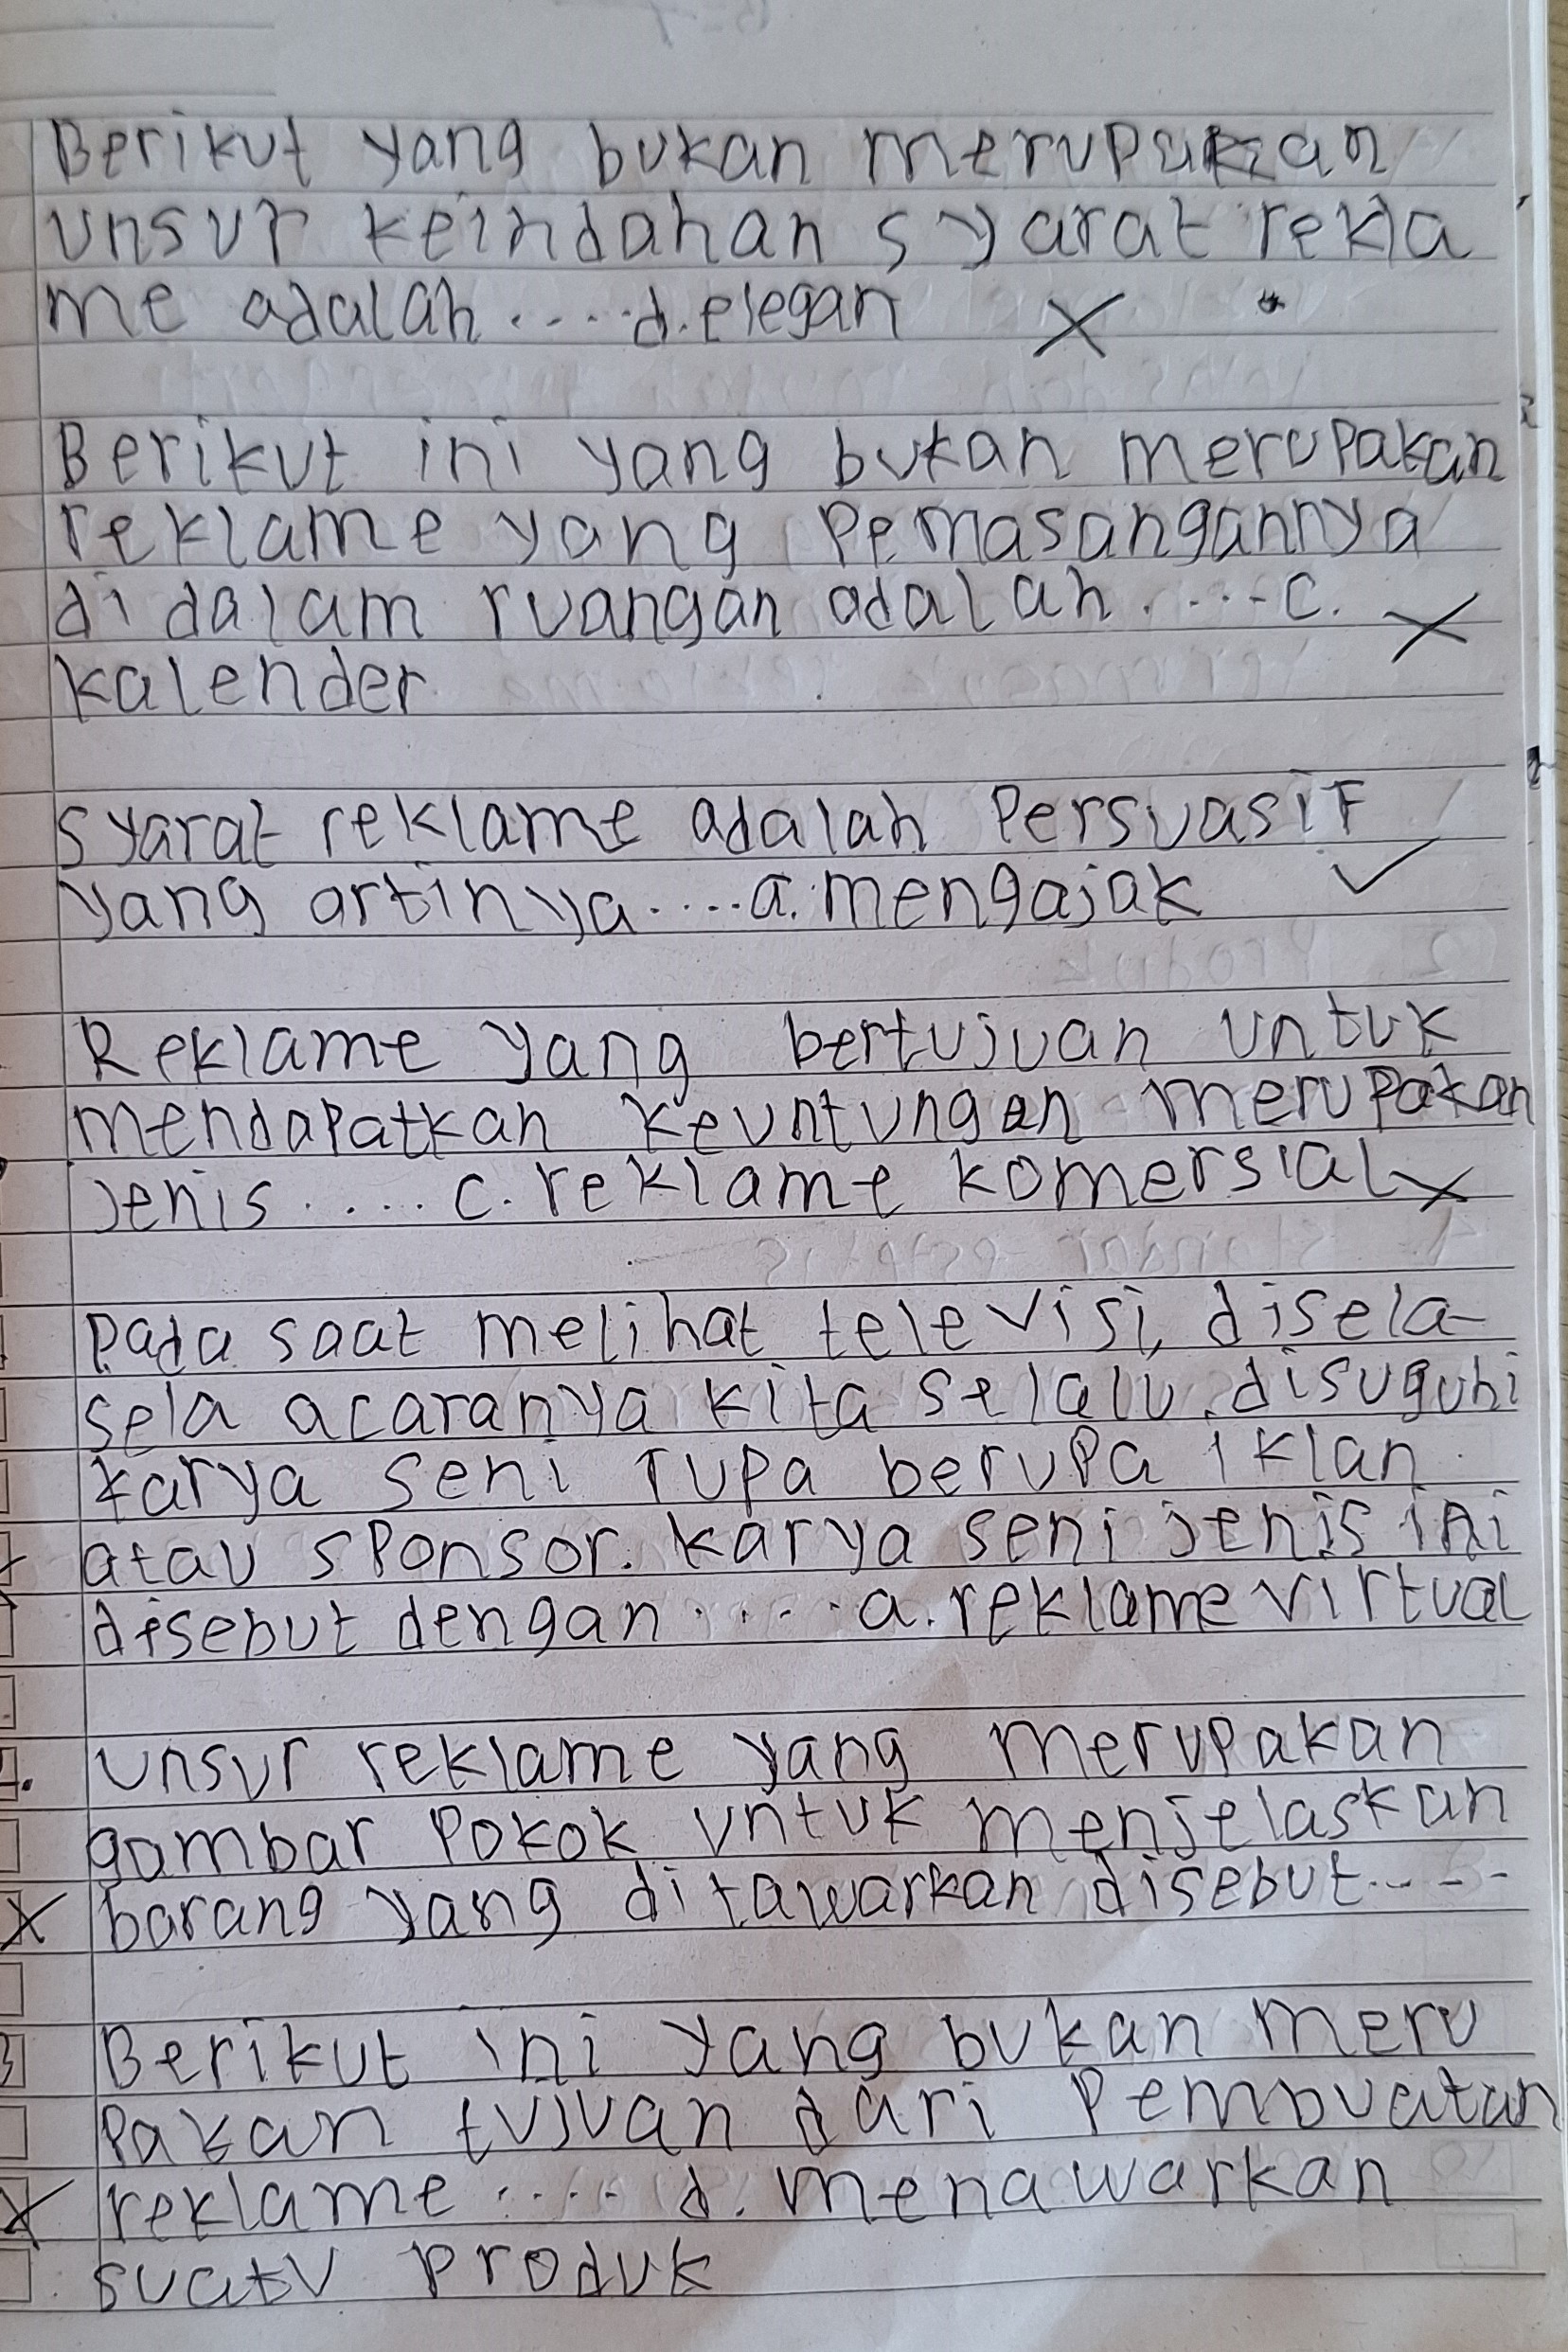 Berikut yang bukan merupakan
unsur keindahan syarat rekla
me adalah.....d.elegan X
Berikut ini yang bukan merupakan
reklame yang Pemasangannya
di dalam ruangan adalah.....c. X
kalender
syarat reklame adalah Persuasif
yang artinya.....a.mengajak ✓
Reklame yang bertujuan untuk
mendapatkan keuntungan merupakan
jenis.....c.reklame komersial X
Pada saat melihat televisi, disela-
sela acaranya kita selalu disuguhi
karya seni rupa berupa iklan
atau sponsor. karya seni jenis ini
disebut dengan.....a.reklame virtual
unsur reklame yang merupakan
gambar Pokok untuk menjelaskan
X barang yang ditawarkan disebut.....
Berikut ini yang bukan meru
Pakan tujuan dari Pembuatan
X reklame.....d.menawarkan
suatu Produk